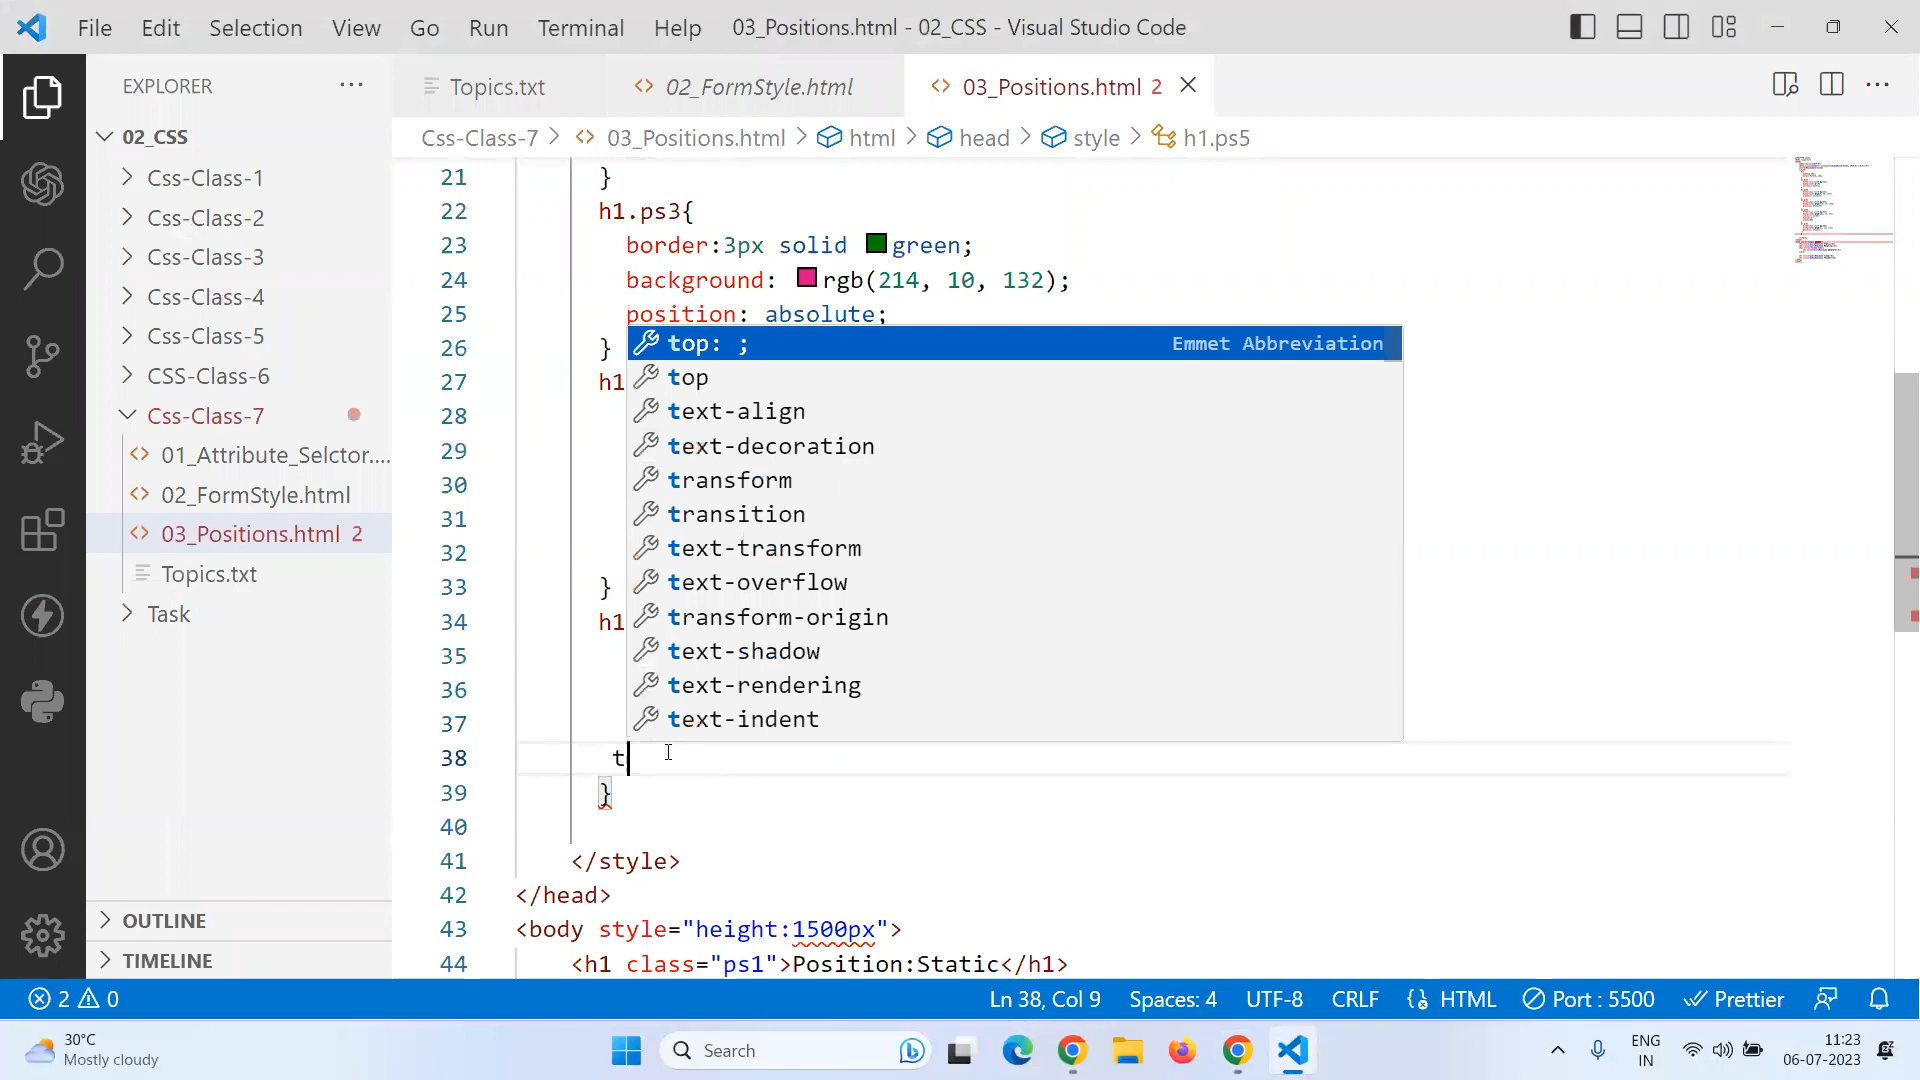 File Edit Selection View Go Run Terminal Help 03_Positions.html - 02_CSS - Visual Studio Code
EXPLORER
02_CSS
Css-Class-1
Css-Class-2
Css-Class-3
Css-Class-4
Css-Class-5
CSS-Class-6
Css-Class-7
01_Attribute_Selctor....
02_FormStyle.html
03_Positions.html 2
Topics.txt
Task
OUTLINE
TIMELINE
Topics.txt 02_FormStyle.html 03_Positions.html 2
Css-Class-7 > 03_Positions.html > html > head > style > h1.ps5
21 }
22 h1.ps3{
23 border:3px solid green;
24 background: rgb(214, 10, 132);
25 position: absolute;
26 }
27 h1
28
29
30
31
32
33 }
34 h1
35
36
37
38 t
39 }
40
41 </style>
42 </head>
43 <body style="height:1500px">
44 <h1 class="ps1">Position:Static</h1>
top: ; Emmet Abbreviation
top
text-align
text-decoration
transform
transition
text-transform
text-overflow
transform-origin
text-shadow
text-rendering
text-indent
2 0 Ln 38, Col 9 Spaces: 4 UTF-8 CRLF HTML Port : 5500 Prettier
30°C
Mostly cloudy
Search
ENG
IN
11:23
06-07-2023